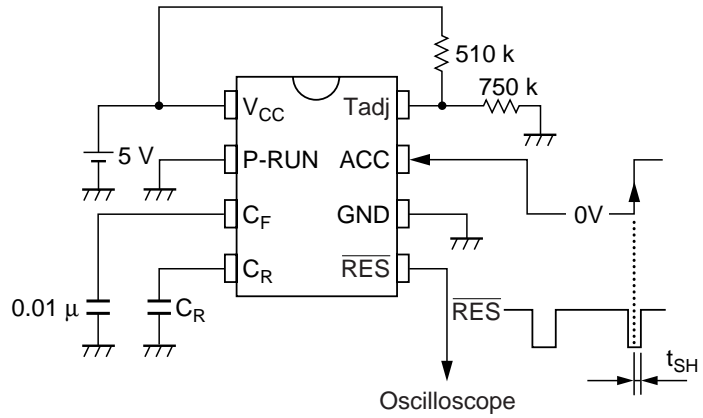 510 k
750 k
V_CC
Tadj
5 V
P-RUN
ACC
0V
C_F
GND
C_R
RES
0.01 μ
C_R
RES
t_SH
Oscilloscope